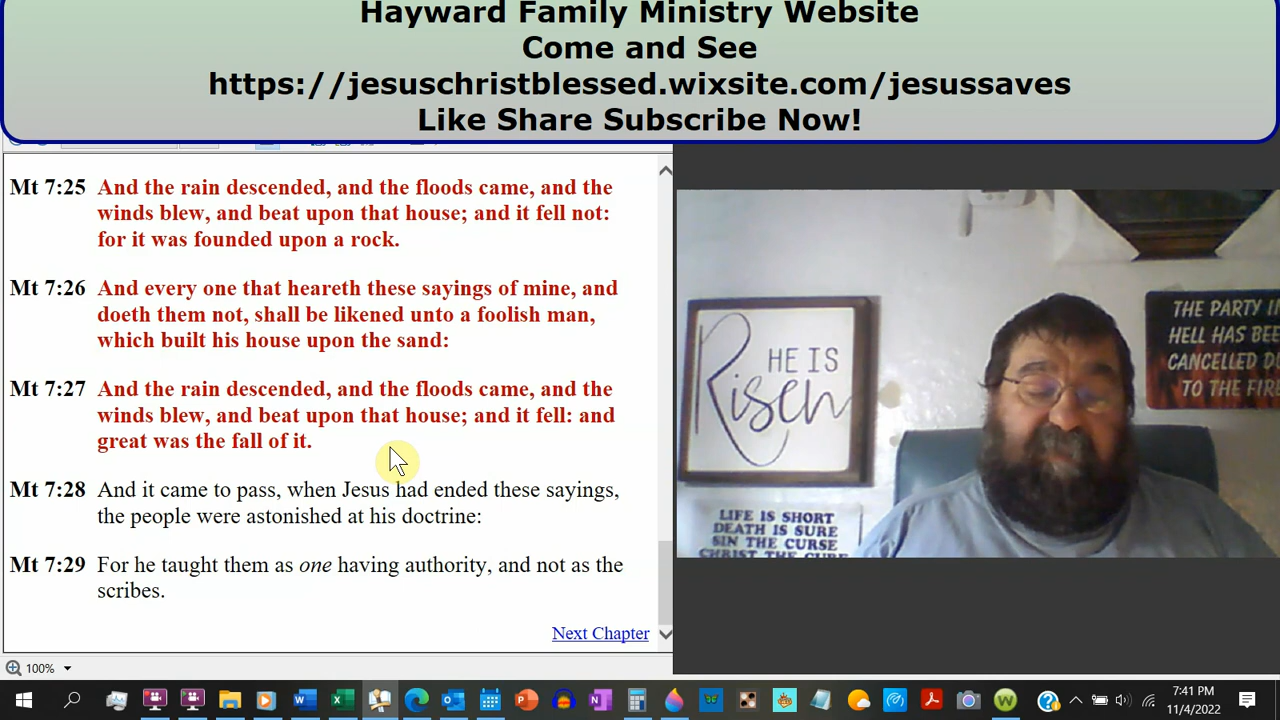 Hayward Family Ministry Website
Come and See
https://jesuschristblessed.wixsite.com/jesussaves
Like Share Subscribe Now!
Mt 7:25 And the rain descended, and the floods came, and the
winds blew, and beat upon that house; and it fell not:
for it was founded upon a rock.
Mt 7:26 And every one that heareth these sayings of mine, and
doeth them not, shall be likened unto a foolish man,
which built his house upon the sand:
Mt 7:27 And the rain descended, and the floods came, and the
winds blew, and beat upon that house; and it fell: and
great was the fall of it.
Mt 7:28 And it came to pass, when Jesus had ended these sayings,
the people were astonished at his doctrine:
Mt 7:29 For he taught them as one having authority, and not as the
scribes.
Next Chapter
100%
HE IS
Risen
LIFE IS SHORT
DEATH IS SURE
SIN THE CURSE
CHRIST THE CURE
THE PARTY
HELL HAS
CANCELLED
TO THE
7:41 PM
11/4/2022